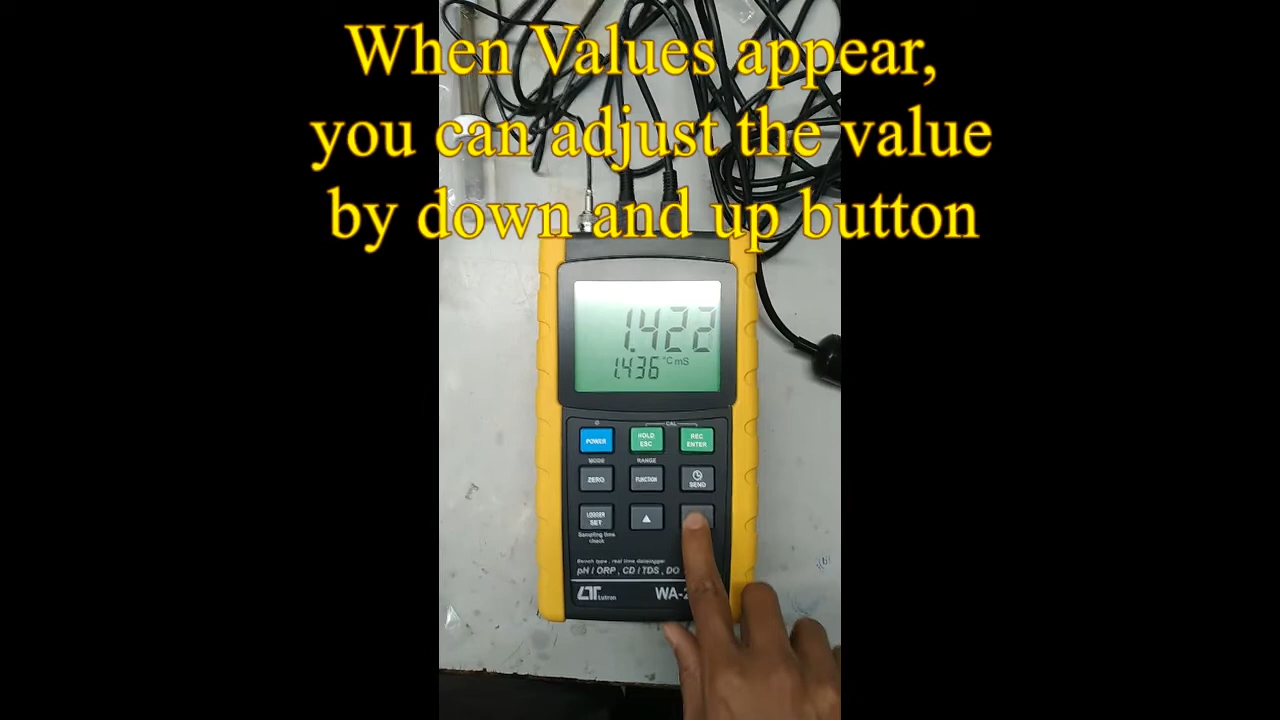 When Values appear,
you can adjust the value
by down and up button
1.422
1.436 °C mS
CAL
POWER
HOLD ESC
REC ENTER
MODE
RANGE
ZERO
FUNCTION
SEND
LOGGER SET
▲
Sampling time check
Bench type, real time datalogger
pH / ORP, CD / TDS, DO
Lutron
WA-2